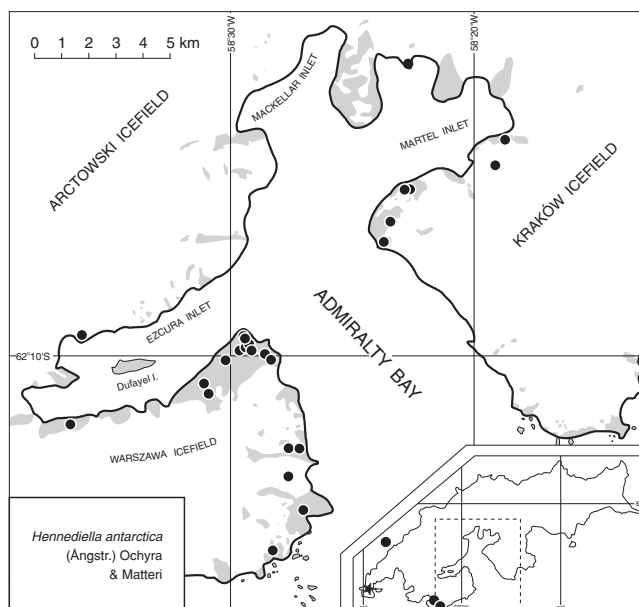 58°30'W
58°20'W
0 1 2 3 4 5 km
MACKELLAR INLET
MARTEL INLET
ARCTOWSKI ICEFIELD
KRAKÓW ICEFIELD
EZCURA INLET
ADMIRALTY BAY
62°10'S
Dufayel I.
WARSZAWA ICEFIELD
Hennediella antarctica
(Ångstr.) Ochyra
& Matteri